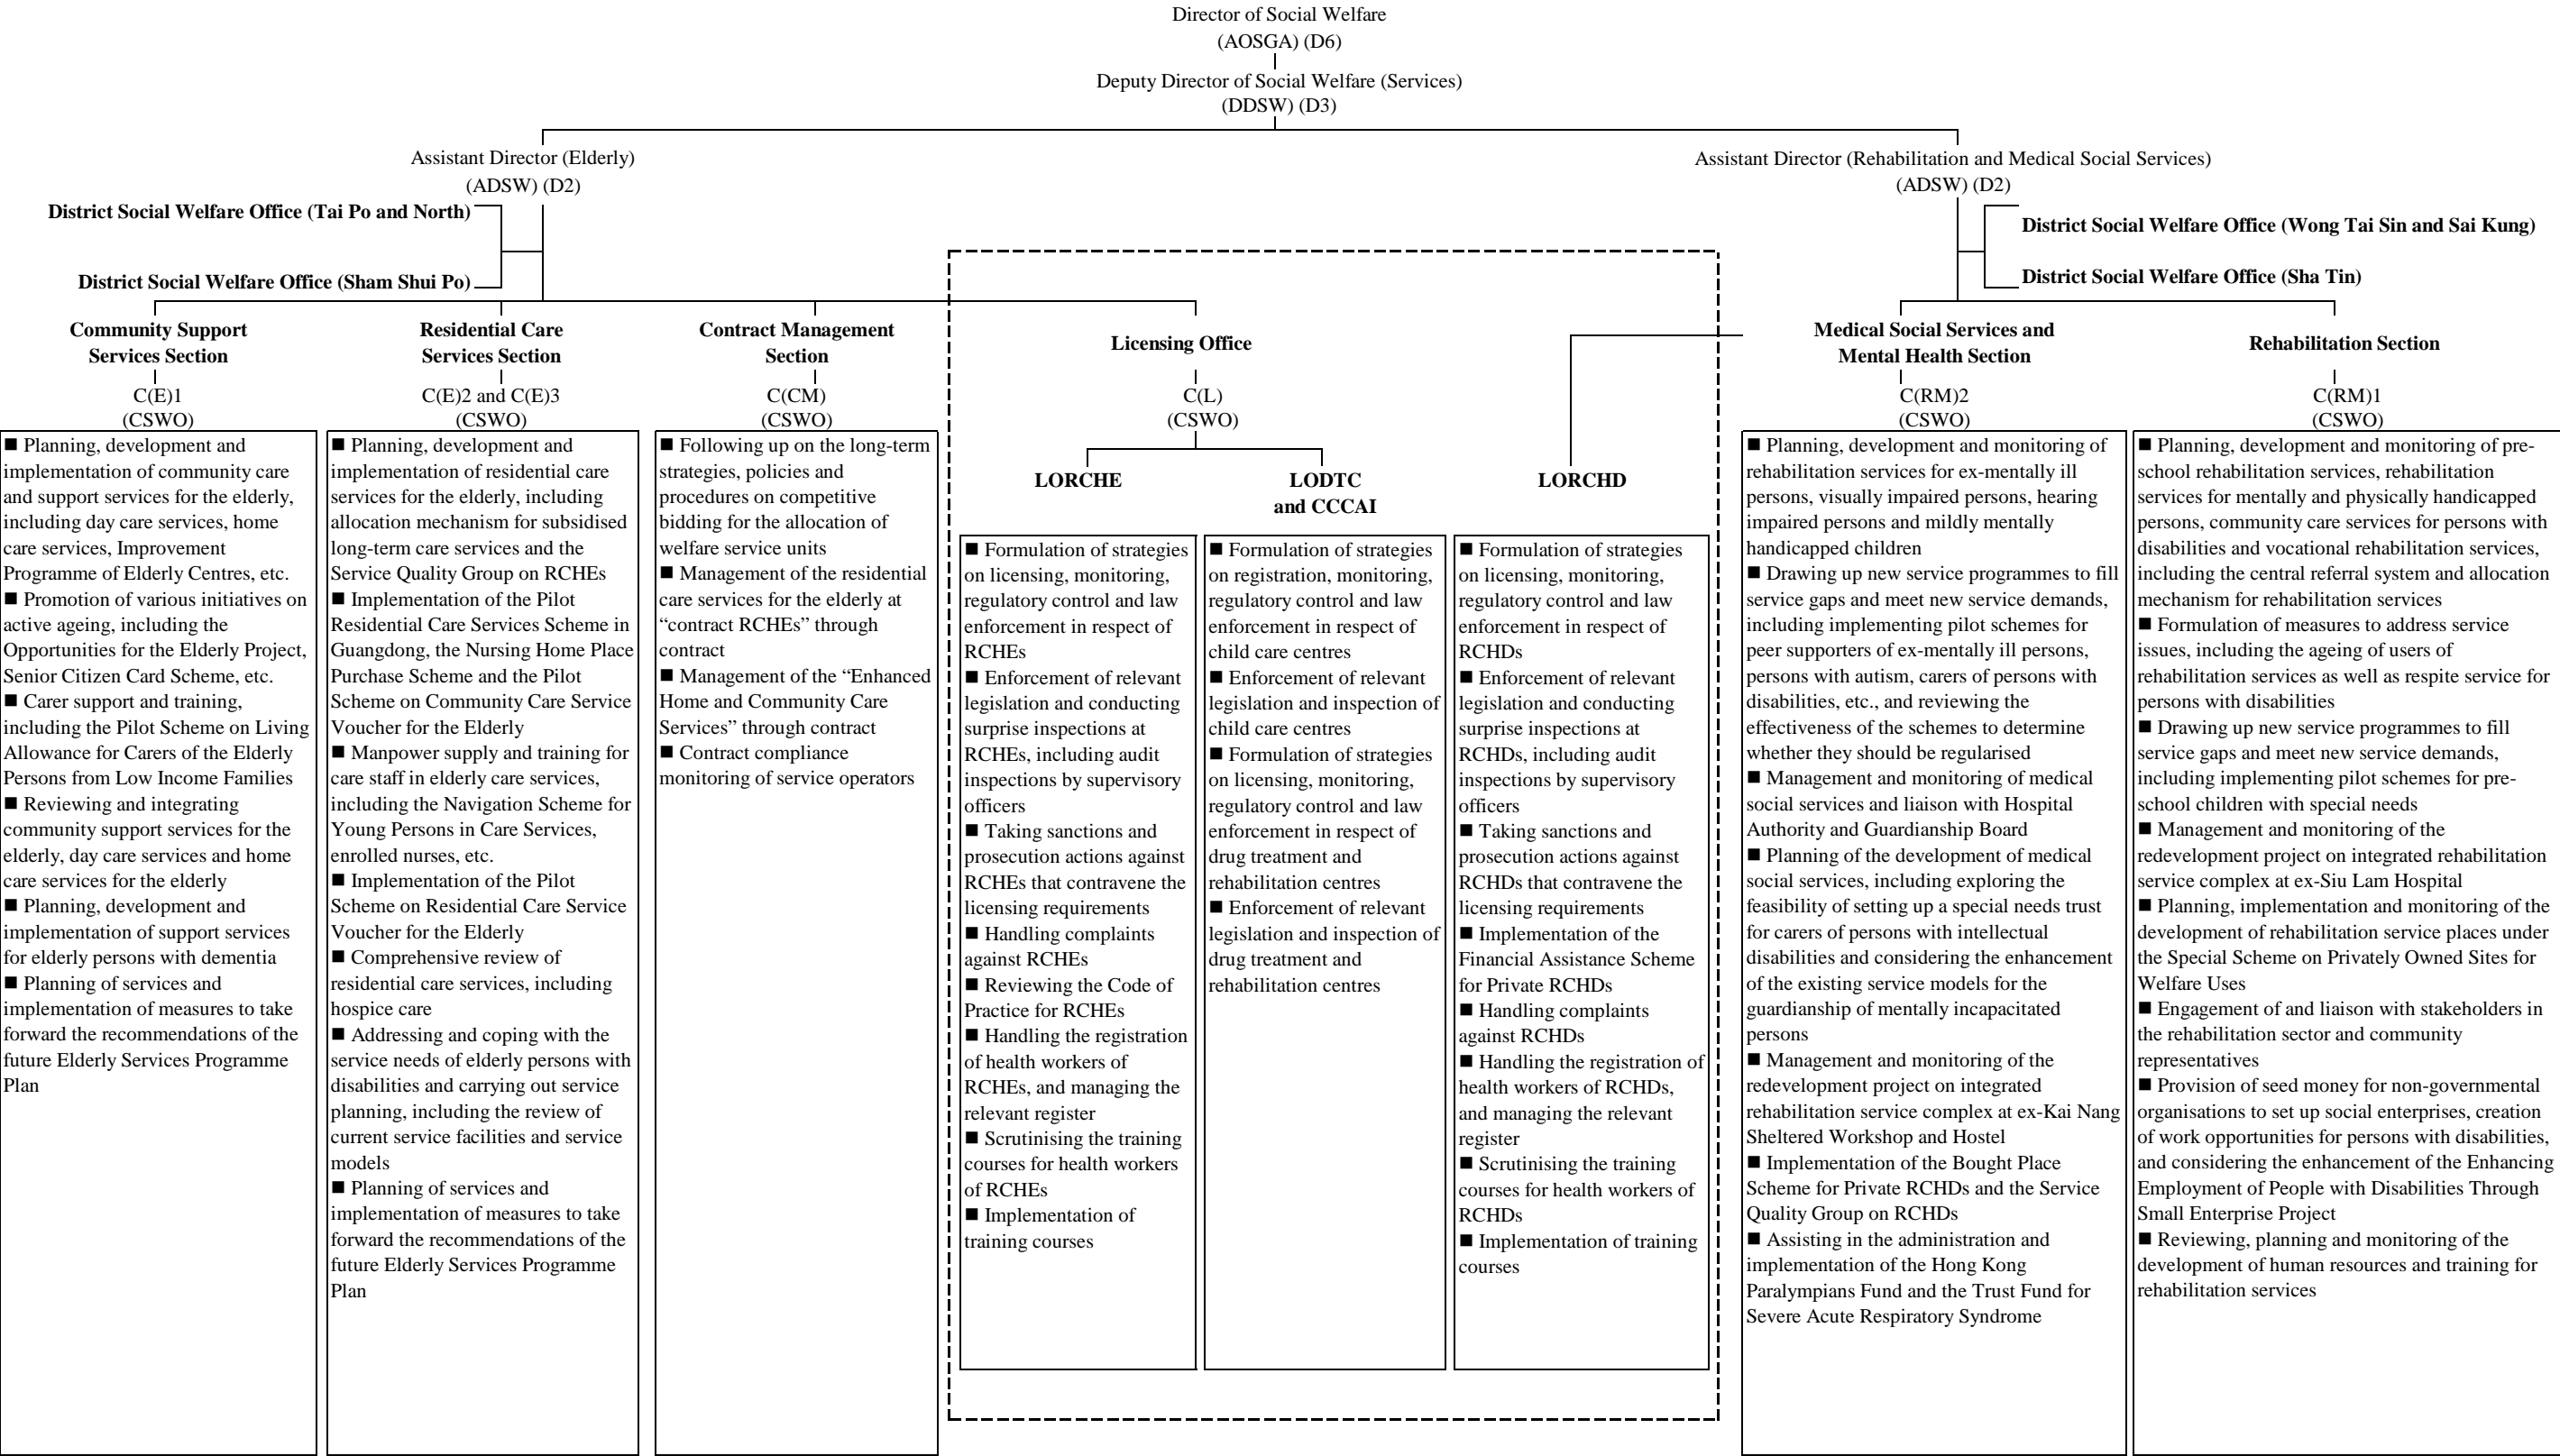 Director of Social Welfare
(AOSGA) (D6)
Deputy Director of Social Welfare (Services)
(DDSW) (D3)
Assistant Director (Elderly)
(ADSW) (D2)
District Social Welfare Office (Tai Po and North)
District Social Welfare Office (Sham Shui Po)
Assistant Director (Rehabilitation and Medical Social Services)
(ADSW) (D2)
District Social Welfare Office (Wong Tai Sin and Sai Kung)
District Social Welfare Office (Sha Tin)
Community Support
Services Section
C(E)1
(CSWO)
■ Planning, development and
implementation of community care
and support services for the elderly,
including day care services, home
care services, Improvement
Programme of Elderly Centres, etc.
■ Promotion of various initiatives on
active ageing, including the
Opportunities for the Elderly Project,
Senior Citizen Card Scheme, etc.
■ Carer support and training,
including the Pilot Scheme on Living
Allowance for Carers of the Elderly
Persons from Low Income Families
■ Reviewing and integrating
community support services for the
elderly, day care services and home
care services for the elderly
■ Planning, development and
implementation of support services
for elderly persons with dementia
■ Planning of services and
implementation of measures to take
forward the recommendations of the
future Elderly Services Programme
Plan
Residential Care
Services Section
C(E)2 and C(E)3
(CSWO)
■ Planning, development and
implementation of residential care
services for the elderly, including
allocation mechanism for subsidised
long-term care services and the
Service Quality Group on RCHEs
■ Implementation of the Pilot
Residential Care Services Scheme in
Guangdong, the Nursing Home Place
Purchase Scheme and the Pilot
Scheme on Community Care Service
Voucher for the Elderly
■ Manpower supply and training for
care staff in elderly care services,
including the Navigation Scheme for
Young Persons in Care Services,
enrolled nurses, etc.
■ Implementation of the Pilot
Scheme on Residential Care Service
Voucher for the Elderly
■ Comprehensive review of
residential care services, including
hospice care
■ Addressing and coping with the
service needs of elderly persons with
disabilities and carrying out service
planning, including the review of
current service facilities and service
models
■ Planning of services and
implementation of measures to take
forward the recommendations of the
future Elderly Services Programme
Plan
Contract Management
Section
C(CM)
(CSWO)
■ Following up on the long-term
strategies, policies and
procedures on competitive
bidding for the allocation of
welfare service units
■ Management of the residential
care services for the elderly at
“contract RCHEs” through
contract
■ Management of the “Enhanced
Home and Community Care
Services” through contract
■ Contract compliance
monitoring of service operators
Licensing Office
C(L)
(CSWO)
LORCHE
■ Formulation of strategies
on licensing, monitoring,
regulatory control and law
enforcement in respect of
RCHEs
■ Enforcement of relevant
legislation and conducting
surprise inspections at
RCHEs, including audit
inspections by supervisory
officers
■ Taking sanctions and
prosecution actions against
RCHEs that contravene the
licensing requirements
■ Handling complaints
against RCHEs
■ Reviewing the Code of
Practice for RCHEs
■ Handling the registration
of health workers of
RCHEs, and managing the
relevant register
■ Scrutinising the training
courses for health workers
of RCHEs
■ Implementation of
training courses
LODTC
and CCCAI
■ Formulation of strategies
on registration, monitoring,
regulatory control and law
enforcement in respect of
child care centres
■ Enforcement of relevant
legislation and inspection of
child care centres
■ Formulation of strategies
on licensing, monitoring,
regulatory control and law
enforcement in respect of
drug treatment and
rehabilitation centres
■ Enforcement of relevant
legislation and inspection of
drug treatment and
rehabilitation centres
LORCHD
■ Formulation of strategies
on licensing, monitoring,
regulatory control and law
enforcement in respect of
RCHDs
■ Enforcement of relevant
legislation and conducting
surprise inspections at
RCHDs, including audit
inspections by supervisory
officers
■ Taking sanctions and
prosecution actions against
RCHDs that contravene the
licensing requirements
■ Implementation of the
Financial Assistance Scheme
for Private RCHDs
■ Handling complaints
against RCHDs
■ Handling the registration of
health workers of RCHDs,
and managing the relevant
register
■ Scrutinising the training
courses for health workers of
RCHDs
■ Implementation of training
courses
Medical Social Services and
Mental Health Section
C(RM)2
(CSWO)
■ Planning, development and monitoring of
rehabilitation services for ex-mentally ill
persons, visually impaired persons, hearing
impaired persons and mildly mentally
handicapped children
■ Drawing up new service programmes to fill
service gaps and meet new service demands,
including implementing pilot schemes for
peer supporters of ex-mentally ill persons,
persons with autism, carers of persons with
disabilities, etc., and reviewing the
effectiveness of the schemes to determine
whether they should be regularised
■ Management and monitoring of medical
social services and liaison with Hospital
Authority and Guardianship Board
■ Planning of the development of medical
social services, including exploring the
feasibility of setting up a special needs trust
for carers of persons with intellectual
disabilities and considering the enhancement
of the existing service models for the
guardianship of mentally incapacitated
persons
■ Management and monitoring of the
redevelopment project on integrated
rehabilitation service complex at ex-Kai Nang
Sheltered Workshop and Hostel
■ Implementation of the Bought Place
Scheme for Private RCHDs and the Service
Quality Group on RCHDs
■ Assisting in the administration and
implementation of the Hong Kong
Paralympians Fund and the Trust Fund for
Severe Acute Respiratory Syndrome
Rehabilitation Section
C(RM)1
(CSWO)
■ Planning, development and monitoring of pre-
school rehabilitation services, rehabilitation
services for mentally and physically handicapped
persons, community care services for persons with
disabilities and vocational rehabilitation services,
including the central referral system and allocation
mechanism for rehabilitation services
■ Formulation of measures to address service
issues, including the ageing of users of
rehabilitation services as well as respite service for
persons with disabilities
■ Drawing up new service programmes to fill
service gaps and meet new service demands,
including implementing pilot schemes for pre-
school children with special needs
■ Management and monitoring of the
redevelopment project on integrated rehabilitation
service complex at ex-Siu Lam Hospital
■ Planning, implementation and monitoring of the
development of rehabilitation service places under
the Special Scheme on Privately Owned Sites for
Welfare Uses
■ Engagement of and liaison with stakeholders in
the rehabilitation sector and community
representatives
■ Provision of seed money for non-governmental
organisations to set up social enterprises, creation
of work opportunities for persons with disabilities,
and considering the enhancement of the Enhancing
Employment of People with Disabilities Through
Small Enterprise Project
■ Reviewing, planning and monitoring of the
development of human resources and training for
rehabilitation services